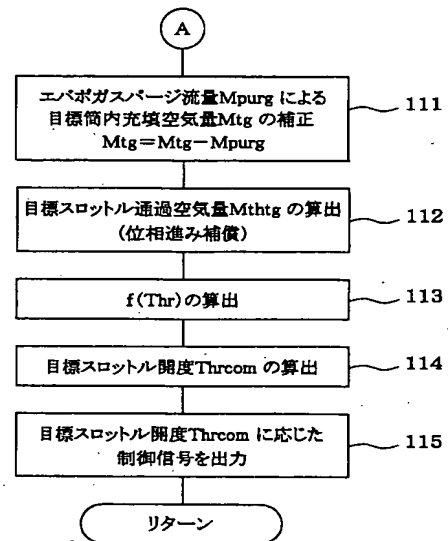 A
エバポガスパージ流量Mpurg による
目標筒内充填空気量Mtg の補正
Mtg=Mtg−Mpurg
111
目標スロットル通過空気量Mthtg の算出
(位相進み補償)
112
f(Thr)の算出
113
目標スロットル開度Thrcom の算出
114
目標スロットル開度Thrcom に応じた
制御信号を出力
115
リターン